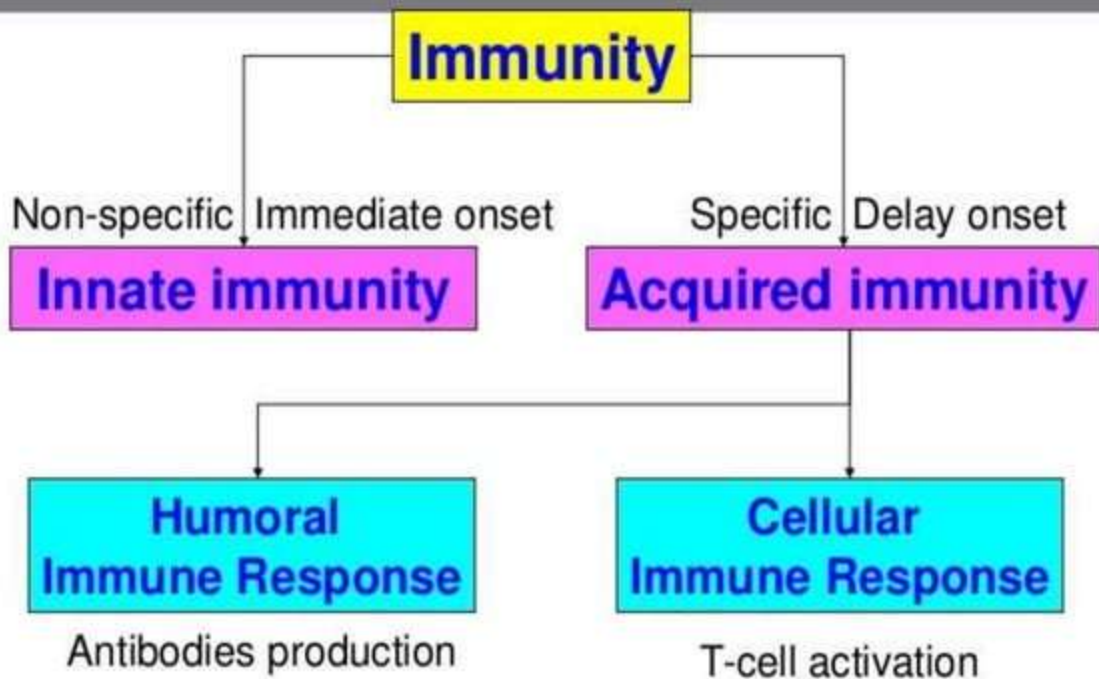 Immunity
Non-specific Immediate onset
Specific Delay onset
Innate immunity
Acquired immunity
Humoral
Immune Response
Cellular
Immune Response
Antibodies production
T-cell activation